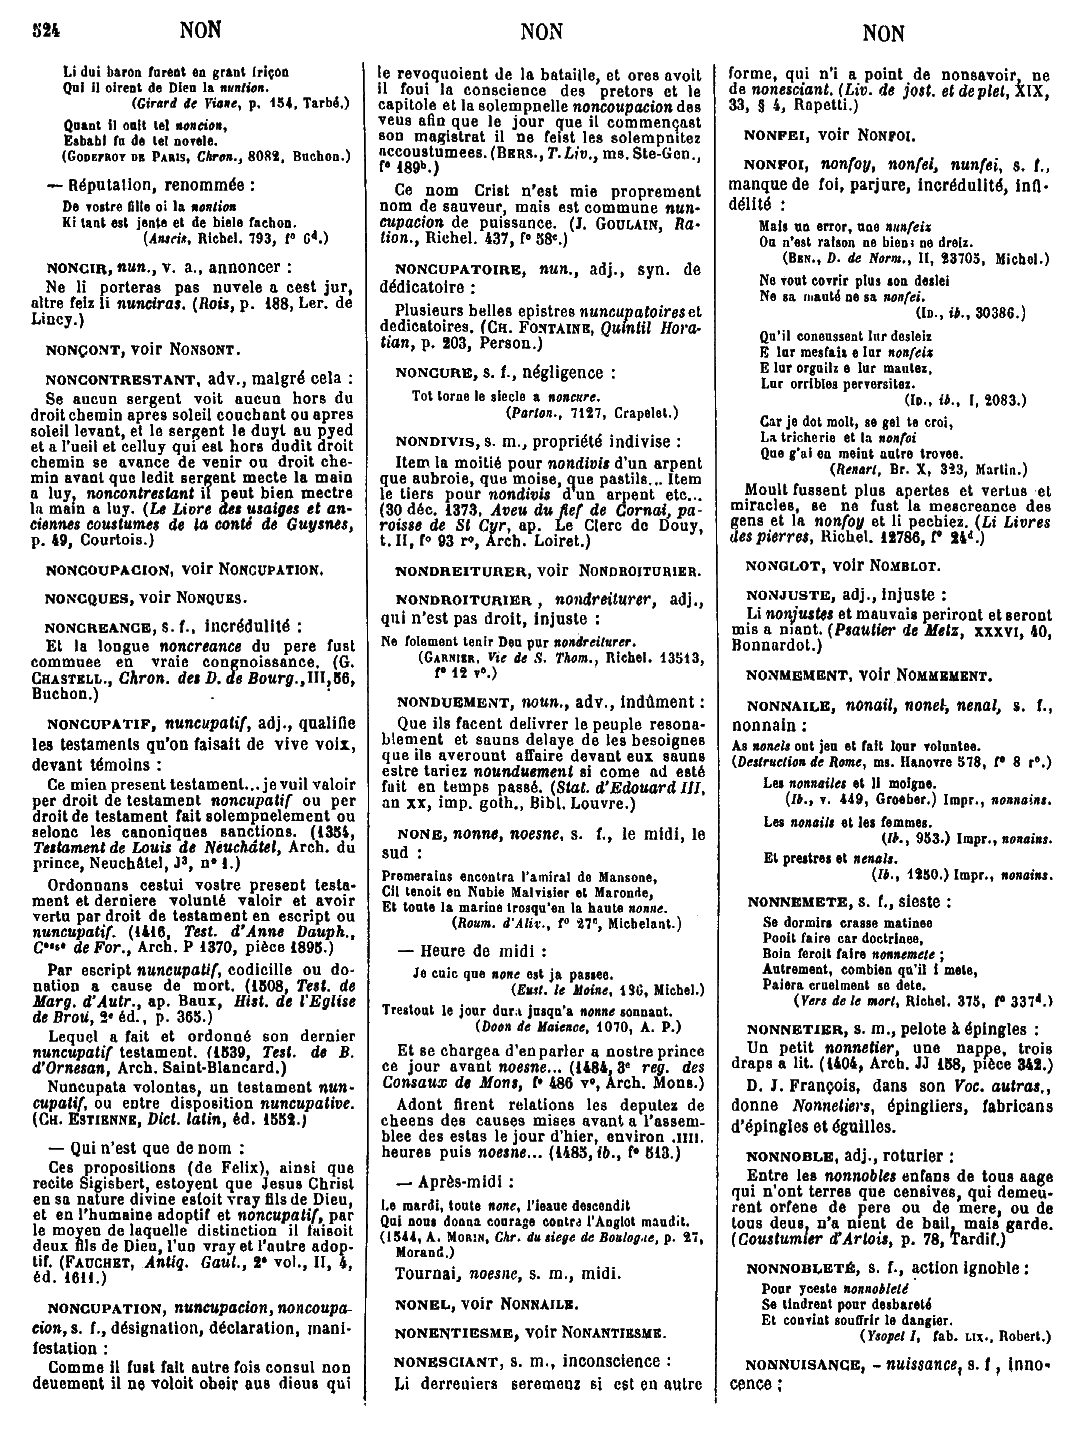 524 NON NON NON
Li dui baron furent en grant friçon
Qui il oirent de Dieu la nuntion.
(Girard de Viane, p. 154, Tarbé.)
Quant il ouit tel noncion,
Esbahi fu de tel novele.
(GODEFROY DE PARIS, Chron., 8082, Buchon.)
— Réputation, renommée :
De vostre fille oi la nontion
Ki tant est jente et de biele fachon.
(Auscis, Richel. 793, f° 6ᵈ.)
NONCIR, nun., v. a., annoncer :
Ne li porteras pas nuvele a cest jur,
altre feiz li nunciras. (Rois, p. 188, Ler. de
Lincy.)
NONÇONT, voir NONSONT.
NONCONTRESTANT, adv., malgré cela :
Se aucun sergent voit aucun hors du
droit chemin apres soleil couchant ou apres
soleil levant, et le sergent le duyt au pyed
et a l'ueil et celluy qui est hors dudit droit
chemin se avance de venir ou droit che-
min avant que ledit sergent mecte la main
a luy, noncontrestant il peut bien mectre
la main a luy. (Le Livre des usaiges et an-
ciennes coustumes de la conté de Guysnes,
p. 49, Courtois.)
NONCOUPACION, voir NONCUPATION.
NONCQUES, voir NONQUES.
NONCREANCE, s. f., incrédulité :
Et la longue noncreance du pere fust
commuee en vraie congnoissance. (G.
CHASTELL., Chron. des D. de Bourg., III, 56,
Buchon.)
NONCUPATIF, nuncupatif, adj., qualifie
les testaments qu'on faisait de vive voix,
devant témoins :
Ce mien present testament... je vuil valoir
per droit de testament noncupatif ou per
droit de testament fait solempnelement ou
selonc les canoniques sanctions. (1354,
Testament de Louis de Neuchâtel, Arch. du
prince, Neuchâtel, J³, n° 1.)
Ordonnans cestui vostre present testa-
ment et derniere volunté valoir et avoir
vertu par droit de testament en escript ou
nuncupatif. (1416, Test. d'Anne Dauph.,
Cᵗᵉˢˢᵉ de For., Arch. P 1370, pièce 1895.)
Par escript nuncupatif, codicille ou do-
nation a cause de mort. (1508, Test. de
Marg. d'Autr., ap. Baux, Hist. de l'Eglise
de Brou, 2° éd., p. 365.)
Lequel a fait et ordonné son dernier
nuncupatif testament. (1539, Test. de B.
d'Ornesan, Arch. Saint-Blancard.)
Nuncupata voluntas, un testament nun-
cupatif, ou entre disposition nuncupative.
(CH. ESTIENNE, Dict. latin, éd. 1552.)
— Qui n'est que de nom :
Ces propositions (de Felix), ainsi que
recite Sigisbert, estoyent que Jesus Christ
en sa nature divine estoit vray fils de Dieu,
et en l'humaine adoptif et noncupatif, par
le moyen de laquelle distinction il faisoit
deux fils de Dieu, l'un vray et l'autre adop-
tif. (FAUCHET, Antiq. Gaul., 2° vol., II, 4,
éd. 1611.)
NONCUPATION, nuncupacion, noncoupa-
cion, s. f., désignation, déclaration, mani-
festation :
Comme il fust fait autre fois consul non
deuement il ne voloit obeir aus dieus qui
le revoquoient de la bataille, et ores avoit
il foui la conscience des pretors et le
capitole et la solempnelle noncoupacion des
veus afin que le jour que il commençast
son magistrat il ne feist les solempnitez
accoustumees. (BERS., T. Liv., ms. Ste-Gen.,
f° 189ᵇ.)
Ce nom Crist n'est mie proprement
nom de sauveur, mais est commune nun-
cupacion de puissance. (J. GOULAIN, Ra-
tion., Richel. 437, f° 58ᶜ.)
NONCUPATOIRE, nun., adj., syn. de
dédicatoire :
Plusieurs belles epistres nuncupatoires et
dedicatoires. (CH. FONTAINE, Quintil Hora-
tian, p. 203, Person.)
NONCURE, s. f., négligence :
Tot torne le siecle a noncure.
(Parton., 7127, Crapelet.)
NONDIVIS, s. m., propriété indivise :
Item la moitié pour nondivis d'un arpent
que aubroie, que moise, que pastils... Item
le tiers pour nondivis d'un arpent etc...
(30 déc. 1373, Aveu du fief de Cornai, pa-
roisse de St Cyr, ap. Le Clerc de Douy,
t. II, f° 93 r°, Arch. Loiret.)
NONDREITURER, voir NONDROITURIER.
NONDROITURIER, nondreiturer, adj.,
qui n'est pas droit, injuste :
Ne folement tenir Deu pur nondreiturer.
(GARNIER, Vie de S. Thom., Richel. 13513,
f° 12 v°.)
NONDUEMENT, noun., adv., indûment :
Que ils facent delivrer le peuple resona-
blement et sauns delaye de les besoignes
que ils averount affaire devant eux sauns
estre tariez nounduement si come ad esté
fait en temps passé. (Stat. d'Edouard III,
an XX, imp. goth., Bibl. Louvre.)
NONE, nonne, noesne, s. f., le midi, le
sud :
Premerains encontra l'amiral de Mansone,
Cil tenoit en Nubie Malvisier et Maronde,
Et toute la marine trosqu'en la haute nonne.
(Roum. d'Alix., f° 27ᶜ, Michelant.)
— Heure de midi :
Je cuic que none est ja passee.
(Eust. le Moine, 136, Michel.)
Trestout le jour dura jusqu'a nonne sonnant.
(Doon de Maience, 1070, A. P.)
Et se chargea d'en parler a nostre prince
ce jour avant noesne... (1484, 3ᵉ reg. des
Consaux de Mons, f° 486 v°, Arch. Mons.)
Adont firent relations les deputez de
cheens des causes mises avant a l'assem-
blee des estas le jour d'hier, environ .IIII.
heures puis noesne... (1485, ib., f° 513.)
— Après-midi :
Le mardi, toute none, l'ieaue descendit
Qui nous donna courage contre l'Anglot maudit.
(1544, A. MORIN, Chr. du siege de Boulogne, p. 27,
Morand.)
Tournai, noesne, s. m., midi.
NONEL, voir NONNAILE.
NONENTIESME, voir NONANTIESME.
NONESCIANT, s. m., inconscience :
Li derreniers seremenz si est en autre
forme, qui n'i a point de nonsavoir, ne
de nonesciant. (Liv. de jost. et de plet, XIX,
33, § 4, Rapetti.)
NONFEI, voir NONFOI.
NONFOI, nonfoy, nonfei, nunfei, s. f.,
manque de foi, parjure, incrédulité, infi-
délité :
Mais un error, une nunfeiz
Ou n'est raison ne biens ne dreiz.
(BEN., D. de Norm., II, 23705, Michel.)
Ne vout covrir plus son deslei
Ne sa mauté ne sa nonfei.
(ID., ib., 30386.)
Qu'il coneussent lur desleiz
E lur mesfaiz e lur nonfeiz
E lur orguilz e lur mautez,
Lur orribles perversitez.
(ID., ib., I, 2083.)
Car je dot molt, se gel te croi,
La tricherie et la nonfoi
Que g'ai en meint autre trovee.
(Renart, Br. X, 323, Martin.)
Moult fussent plus apertes et vertus et
miracles, se ne fust la mescreance des
gens et la nonfoy et li pechiez. (Li Livres
des pierres, Richel. 12786, f° 24ᵈ.)
NONGLOT, voir NOMBLOT.
NONJUSTE, adj., injuste :
Li nonjustes et mauvais periront et seront
mis a niant. (Psautier de Metz, XXXVI, 40,
Bonnardot.)
NONMEMENT, voir NOMMEMENT.
NONNAILE, nonail, nonel, nenal, s. f.,
nonnain :
As nonels ont jeu et fait lour voluntee.
(Destruction de Rome, ms. Hanovre 578, f° 8 r°.)
Les nonnailes et li moigne.
(Ib., v. 449, Groeber.) Impr., nonnains.
Les nonails et les femmes.
(Ib., 953.) Impr., nonains.
Et prestres et nenals.
(Ib., 1250.) Impr., nonains.
NONNEMETE, s. f., sieste :
Se dormirs crasse matinee
Pooit faire car doctrinee,
Boin feroit faire nonnemete ;
Autrement, combien qu'il i mete,
Paiera cruelment se dete.
(Vers de le mort, Richel. 375, f° 337ᵈ.)
NONNETIER, s. m., pelote à épingles :
Un petit nonnetier, une nappe, trois
draps a lit. (1404, Arch. JJ 158, pièce 342.)
D. J. François, dans son Voc. autras.,
donne Nonnetiers, épingliers, fabricans
d'épingles et éguilles.
NONNOBLE, adj., roturier :
Entre les nonnobles enfans de tous aage
qui n'ont terres que censives, qui demeu-
rent orfene de pere ou de mere, ou de
tous deus, n'a nient de bail, mais garde.
(Coustumier d'Artois, p. 78, Tardif.)
NONNOBLETÉ, s. f., action ignoble :
Pour yceste nonnobleté
Se tindrent pour desbareté
Et convint souffrir le dangier.
(Ysopet I, fab. LIX., Robert.)
NONNUISANCE, - nuissance, s. f , inno-
cence ;